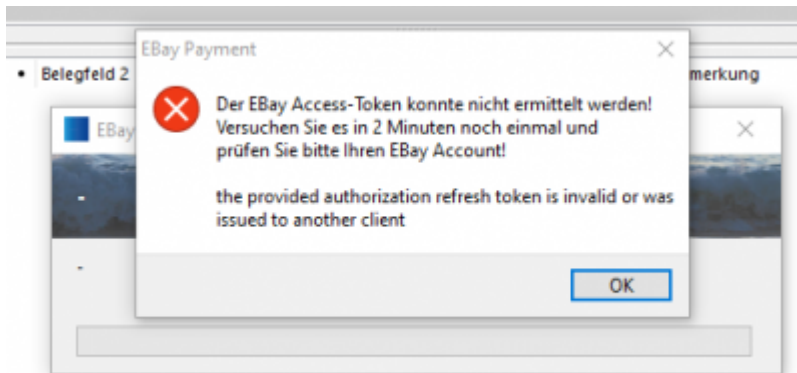 EBay Payment
• Belegfeld 2
merkung
EBay
Der EBay Access-Token konnte nicht ermittelt werden!
Versuchen Sie es in 2 Minuten noch einmal und
prüfen Sie bitte Ihren EBay Account!
the provided authorization refresh token is invalid or was
issued to another client
-
-
OK